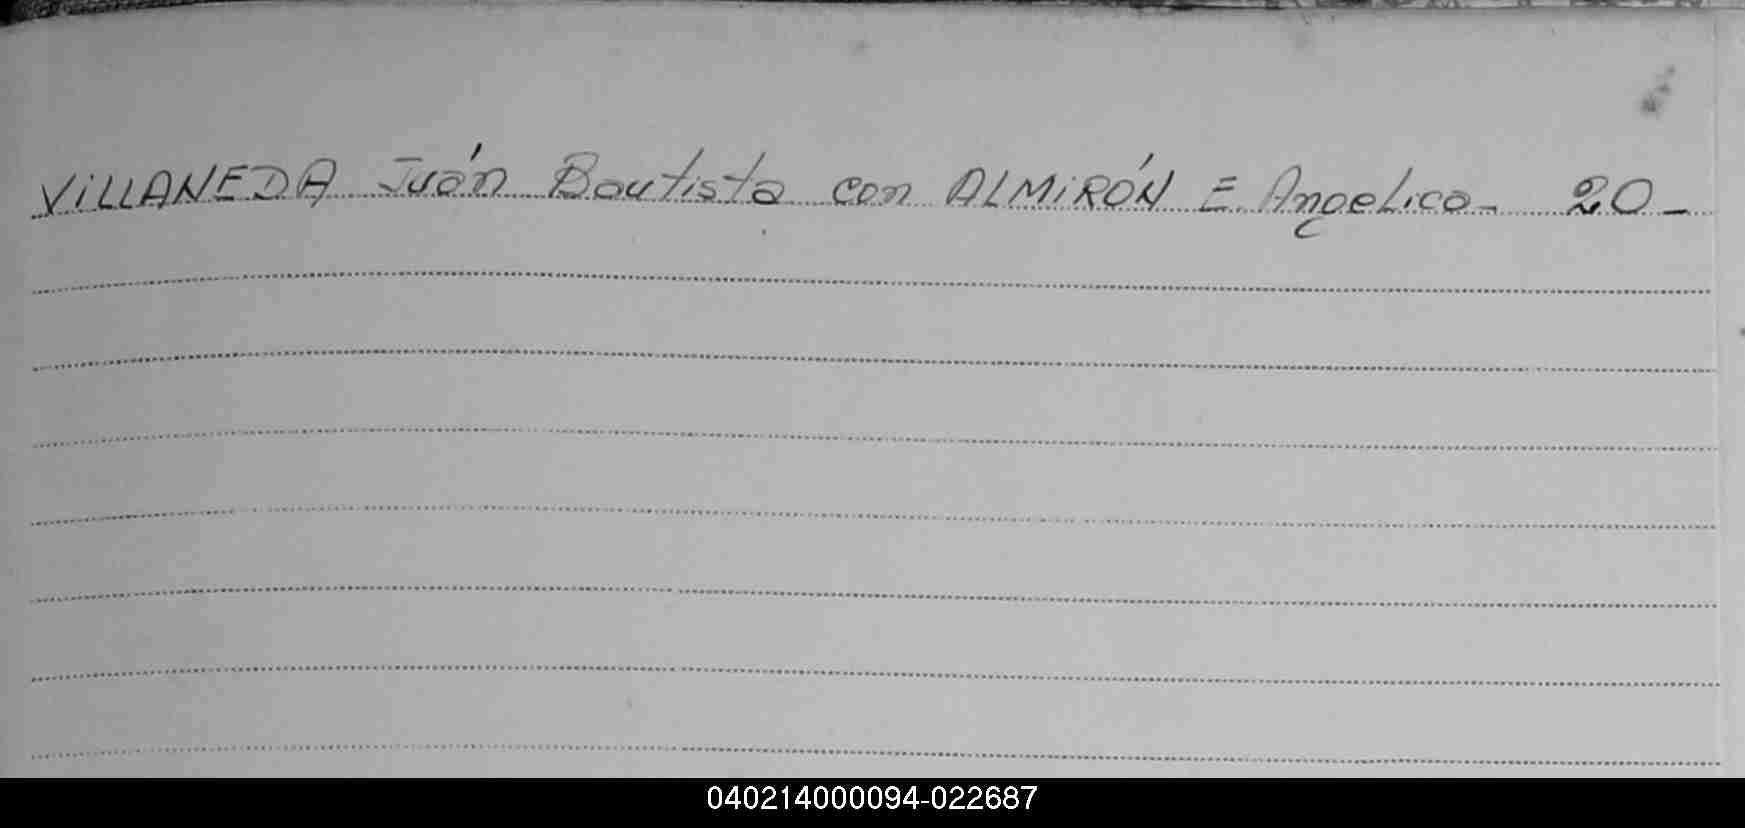 VILLANEDA Juán Bautista con ALMIRÓN E. Angelica - 20 -
040214000094-022687